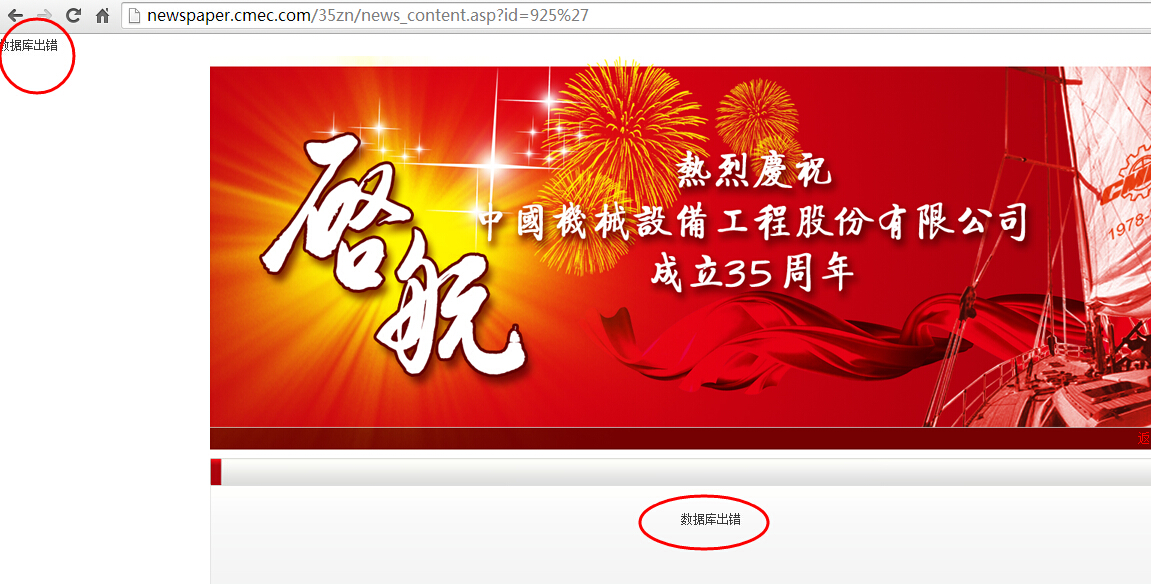 newspaper.cmec.com/35zn/news_content.asp?id=925%27
数据库出错
啓航
熱烈慶祝
中國機械設備工程股份有限公司
成立35周年
1978-
返
数据库出错